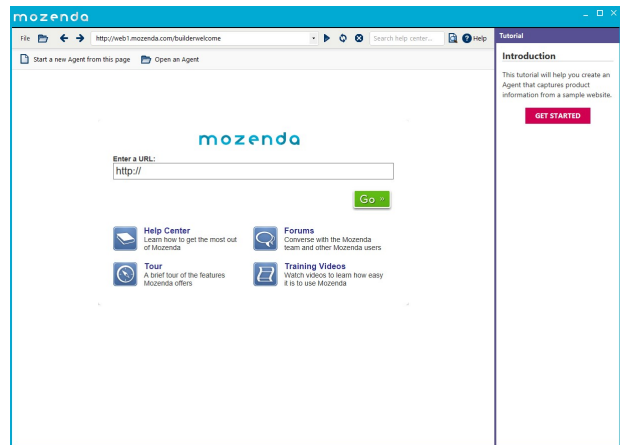 mozenda
File
http://web1.mozenda.com/builderwelcome
Search help center...
Help
Start a new Agent from this page
Open an Agent
mozenda
Enter a URL:
http://
Go »
Help Center
Learn how to get the most out
of Mozenda
Forums
Converse with the Mozenda
team and other Mozenda users
Tour
A brief tour of the features
Mozenda offers
Training Videos
Watch videos to learn how easy
it is to use Mozenda
Tutorial
Introduction
This tutorial will help you create an
Agent that captures product
information from a sample website.
GET STARTED